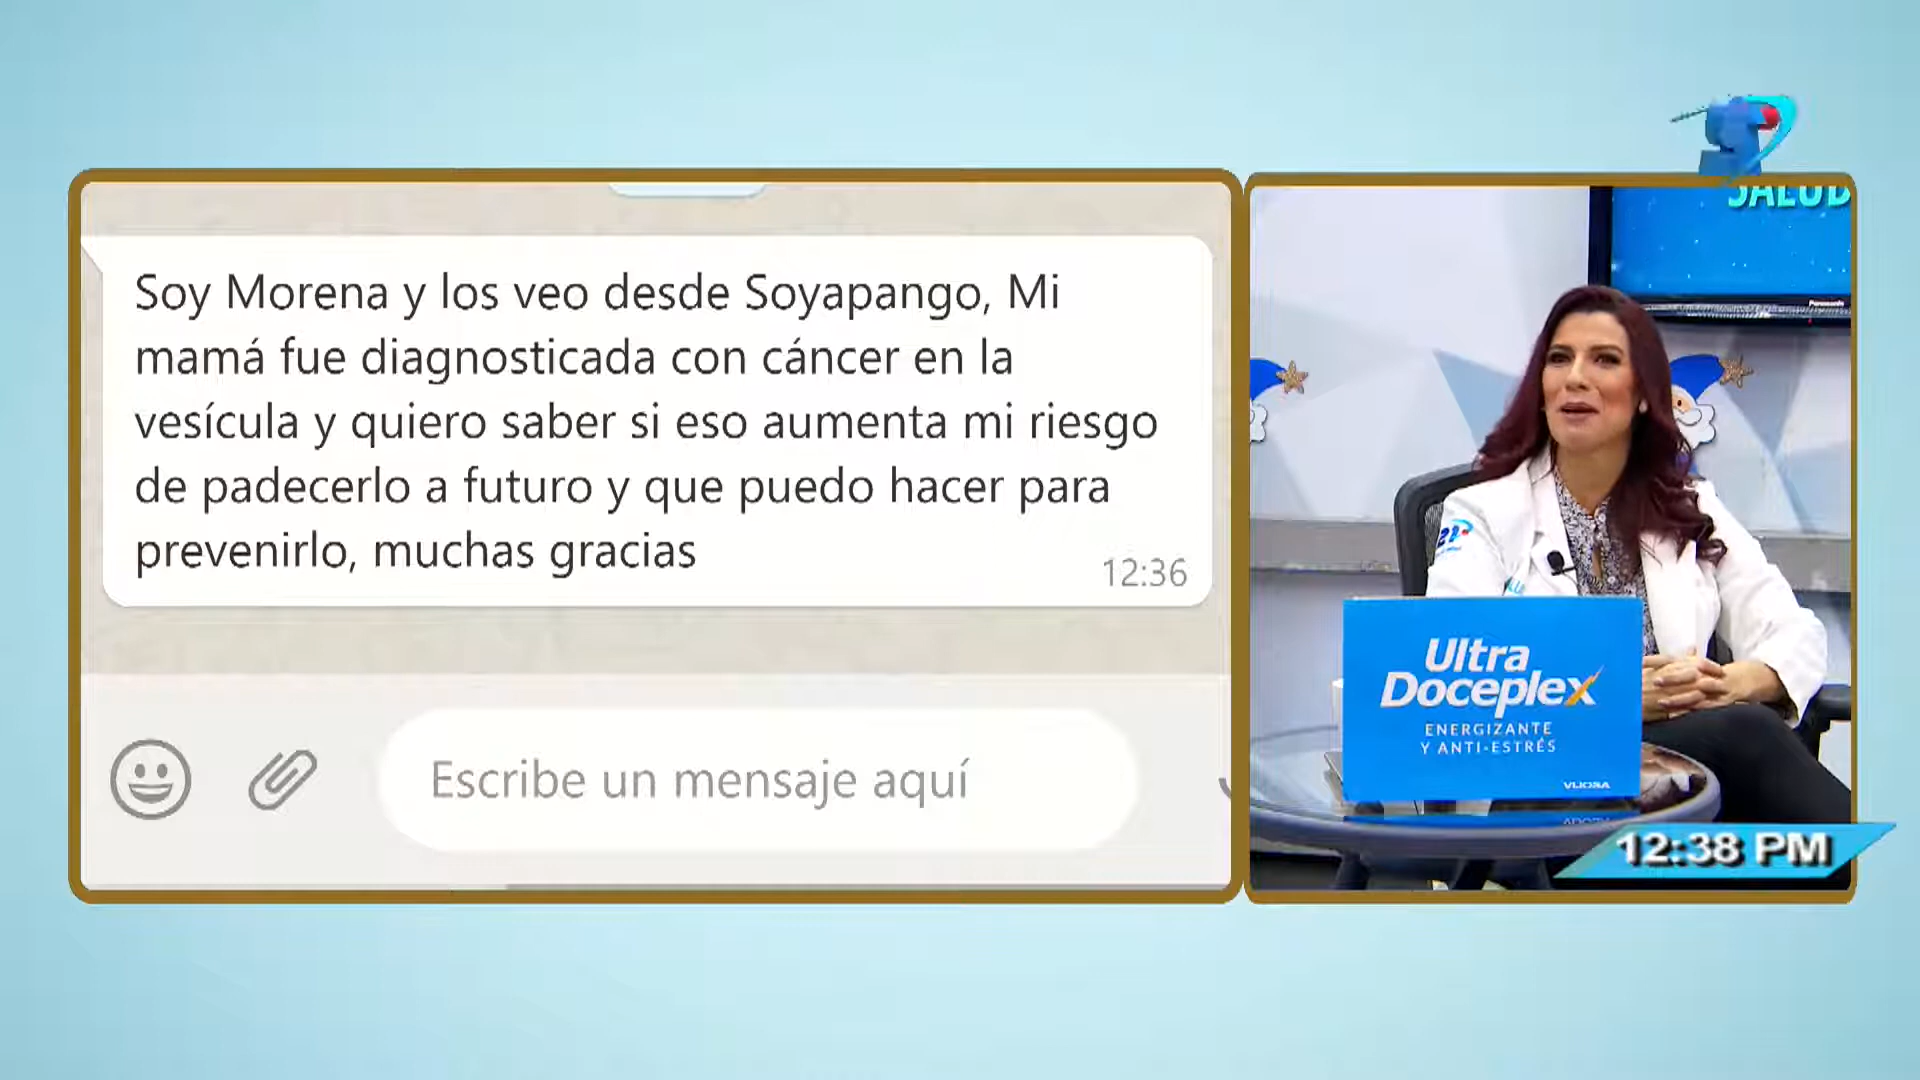 SALUD
Soy Morena y los veo desde Soyapango, Mi
mamá fue diagnosticada con cáncer en la
vesícula y quiero saber si eso aumenta mi riesgo
de padecerlo a futuro y que puedo hacer para
prevenirlo, muchas gracias
12:36
Escribe un mensaje aquí
Panasonic
21
Ultra
Doceplex
ENERGIZANTE
Y ANTI-ESTRÉS
VIJOSA
12:38 PM